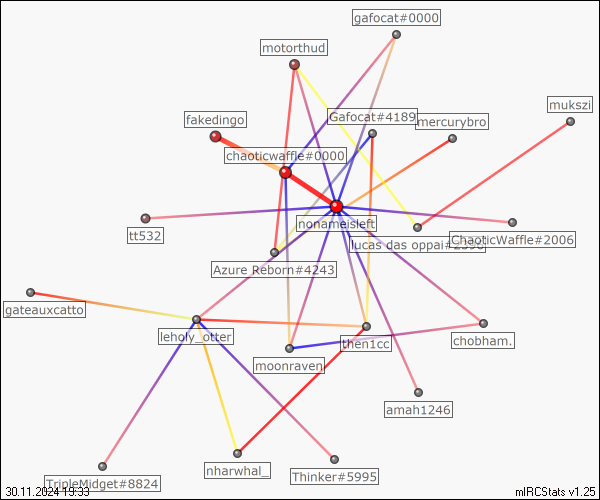 gafocat#0000
motorthud
mukszi
Gafocat#4189
mercurybro
fakedingo
chaoticwaffle#0000
nonameisleft
tt532
lucas das oppai#2396
ChaoticWaffle#2006
Azure Reborn#4243
gateauxcatto
leholy_otter
then1cc
chobham.
moonraven
amah1246
nharwhal_
Thinker#5995
TripleMidget#8824
30.11.2024 19:33
mIRCStats v1.25